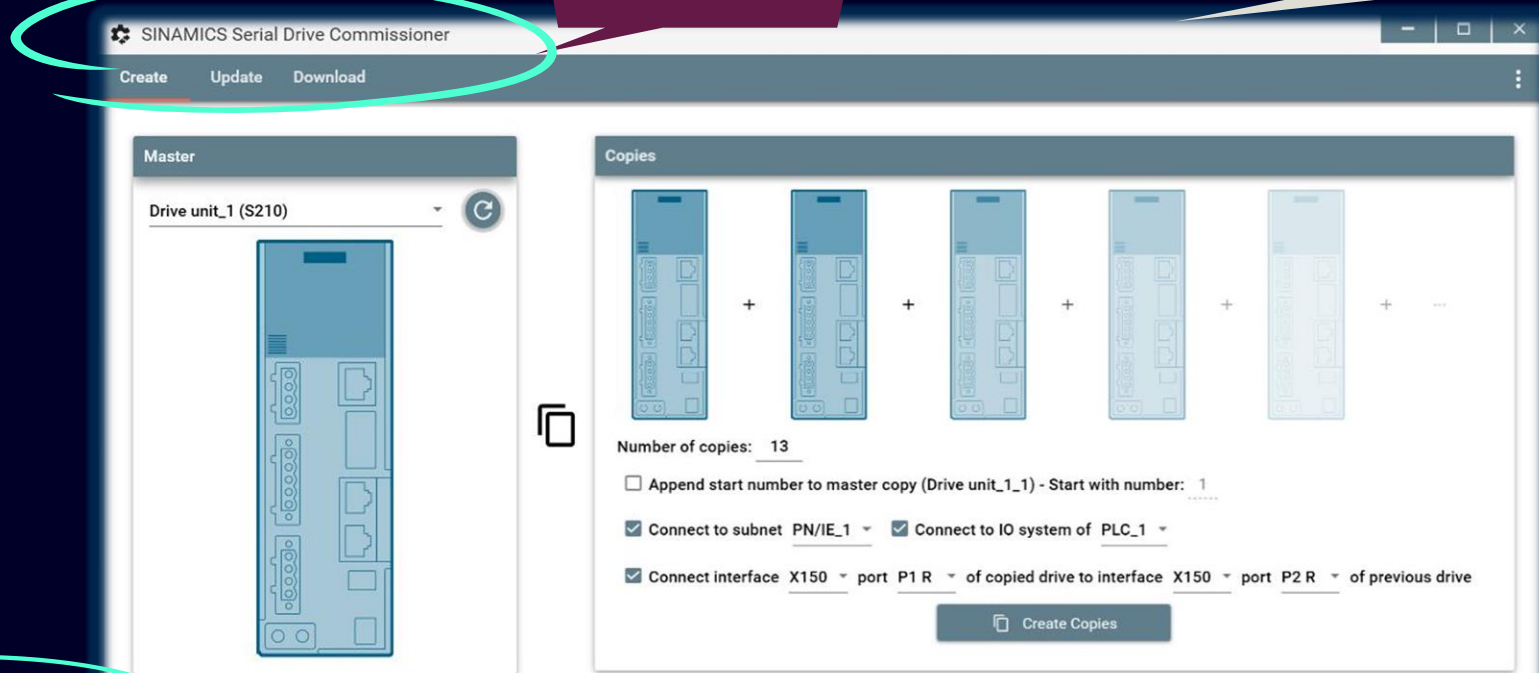 SINAMICS Serial Drive Commissioner
Create Update Download
Master
Drive unit_1 (S210)
Copies
+ + + + + ...
Number of copies: 13
Append start number to master copy (Drive unit_1_1) - Start with number: 1
Connect to subnet PN/IE_1 Connect to IO system of PLC_1
Connect interface X150 port P1 R of copied drive to interface X150 port P2 R of previous drive
Create Copies